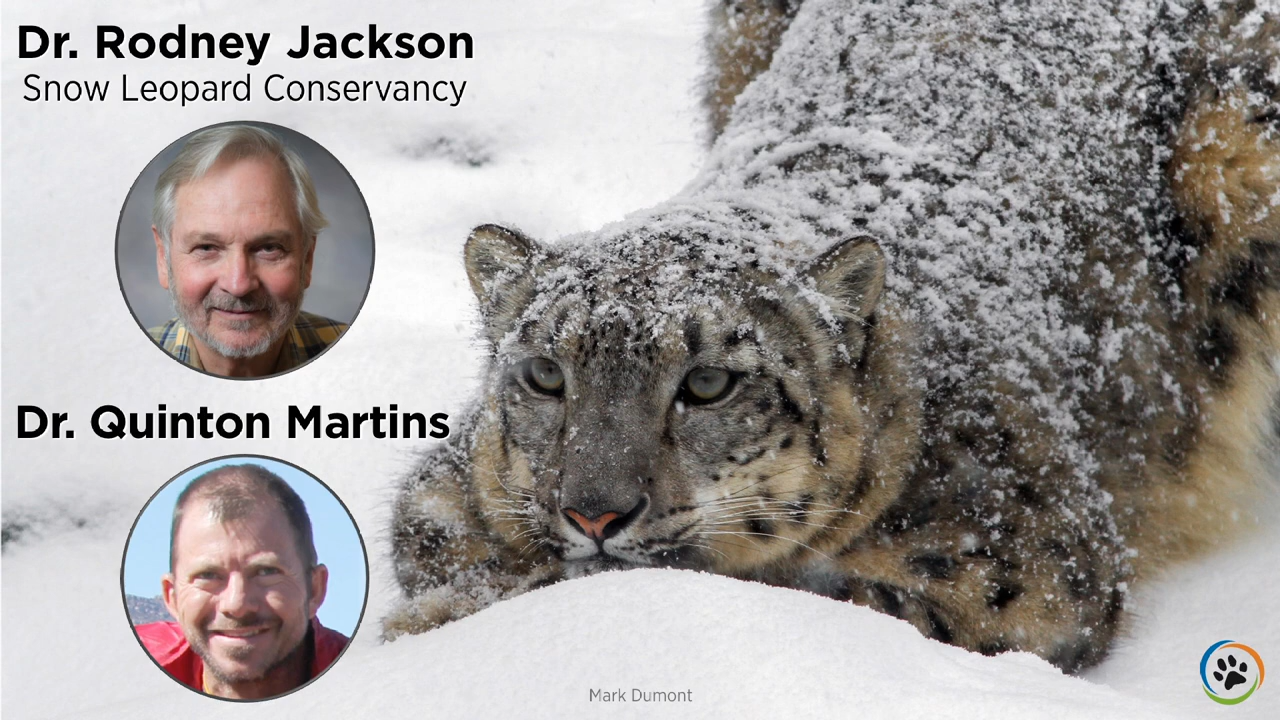 Dr. Rodney Jackson
Snow Leopard Conservancy
Dr. Quinton Martins
Mark Dumont